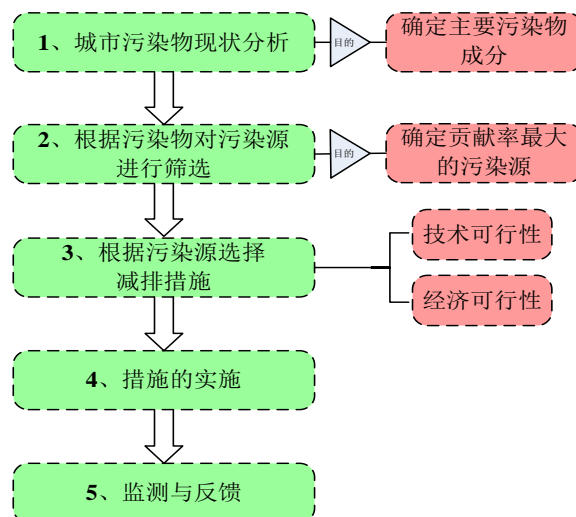 1、城市污染物现状分析
目的
确定主要污染物
成分
2、根据污染物对污染源
进行筛选
目的
确定贡献率最大
的污染源
3、根据污染源选择
减排措施
技术可行性
经济可行性
4、措施的实施
5、监测与反馈